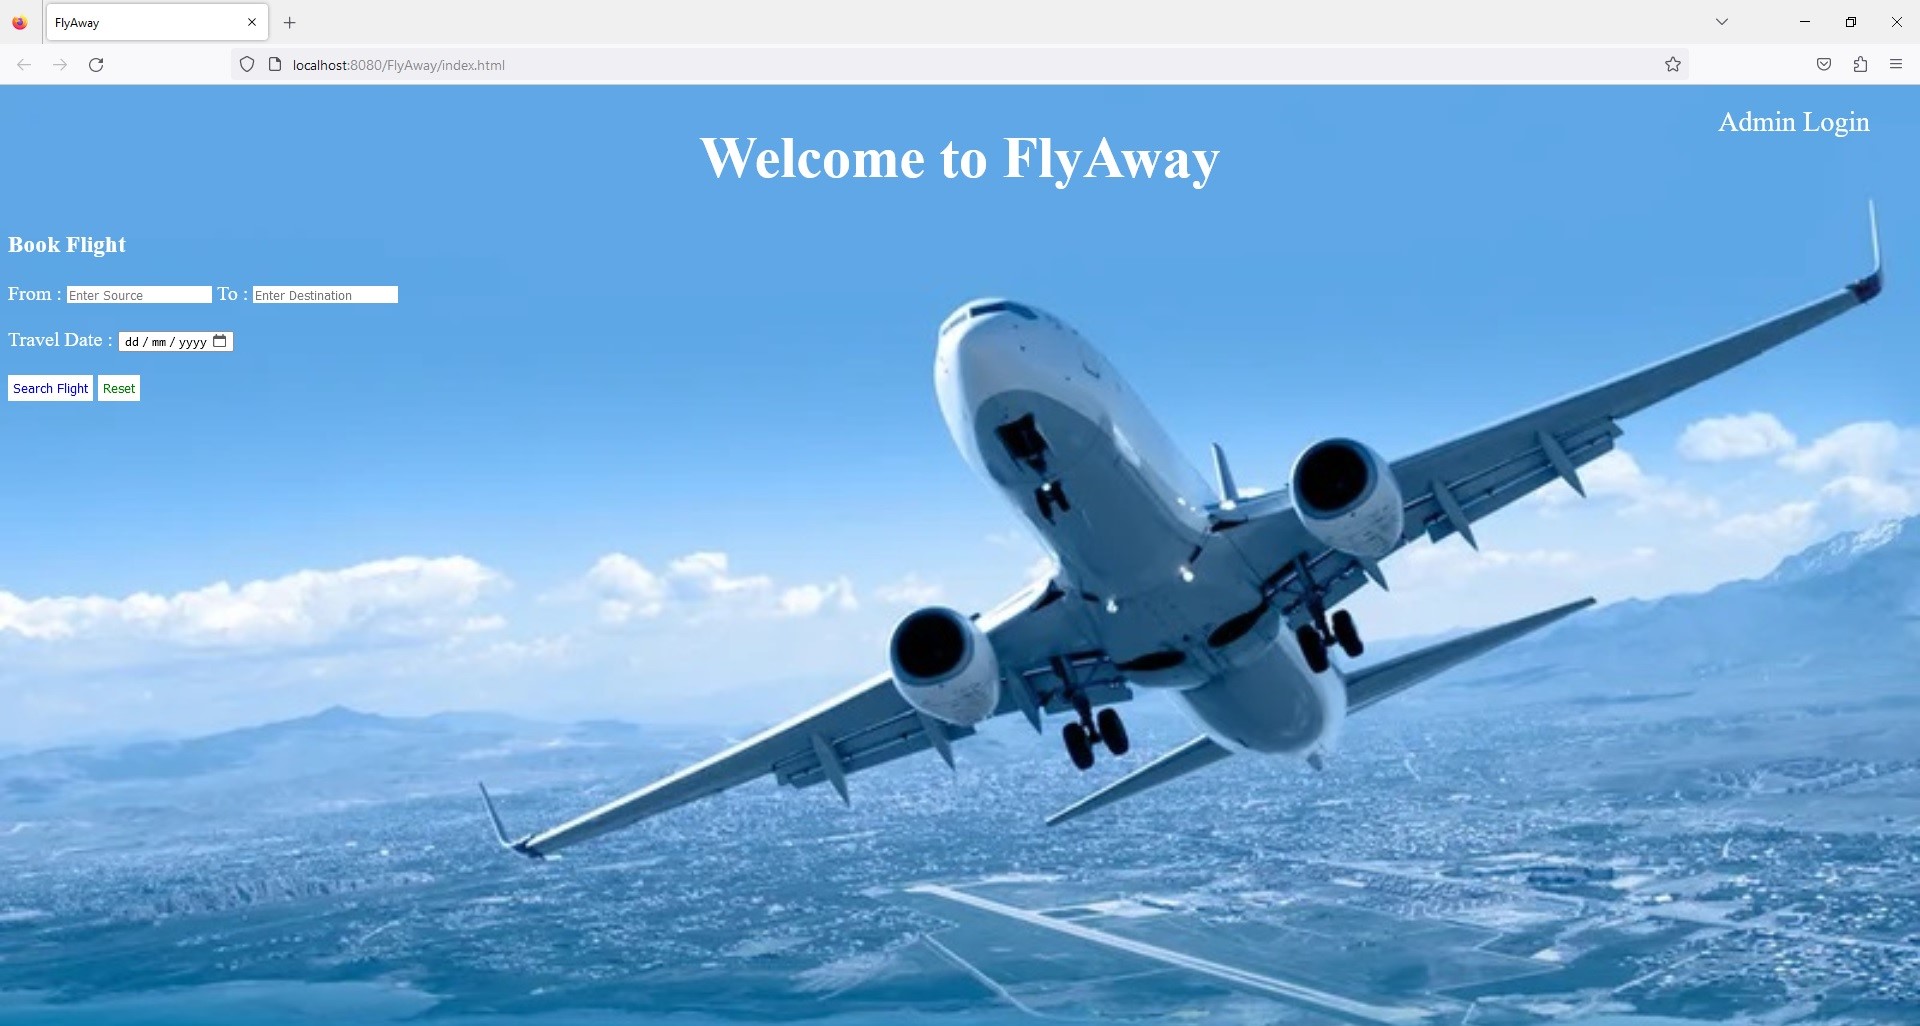 FlyAway
localhost:8080/FlyAway/index.html
Admin Login
Welcome to FlyAway
Book Flight
From : Enter Source To : Enter Destination
Travel Date : dd / mm / yyyy
Search Flight Reset